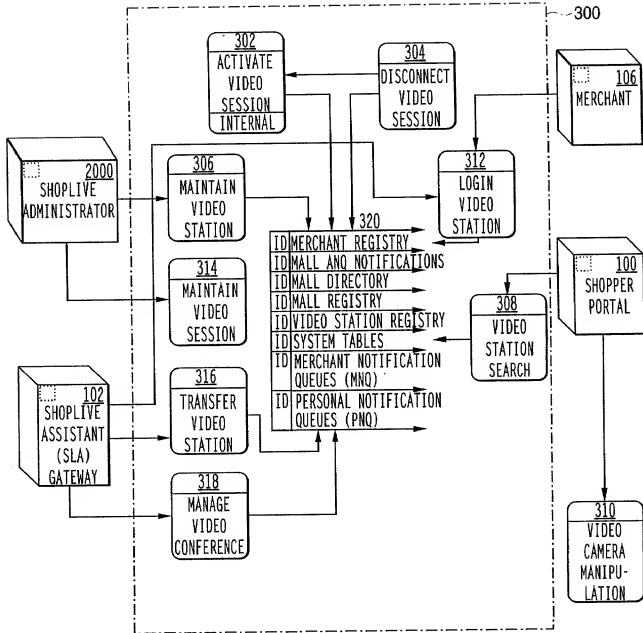 300
302
ACTIVATE
VIDEO
SESSION
INTERNAL
304
DISCONNECT
VIDEO
SESSION
106
MERCHANT
2000
SHOPLIVE
ADMINISTRATOR
306
MAINTAIN
VIDEO
STATION
312
LOGIN
VIDEO
STATION
320
ID MERCHANT REGISTRY
ID MALL ANQ NOTIFICATIONS
ID MALL DIRECTORY
ID MALL REGISTRY
ID VIDEO STATION REGISTRY
ID SYSTEM TABLES
ID MERCHANT NOTIFICATION
QUEUES (MNQ)
ID PERSONAL NOTIFICATION
QUEUES (PNQ)
314
MAINTAIN
VIDEO
SESSION
100
SHOPPER
PORTAL
308
VIDEO
STATION
SEARCH
102
SHOPLIVE
ASSISTANT
(SLA)
GATEWAY
316
TRANSFER
VIDEO
STATION
318
MANAGE
VIDEO
CONFERENCE
310
VIDEO
CAMERA
MANIPU-
LATION